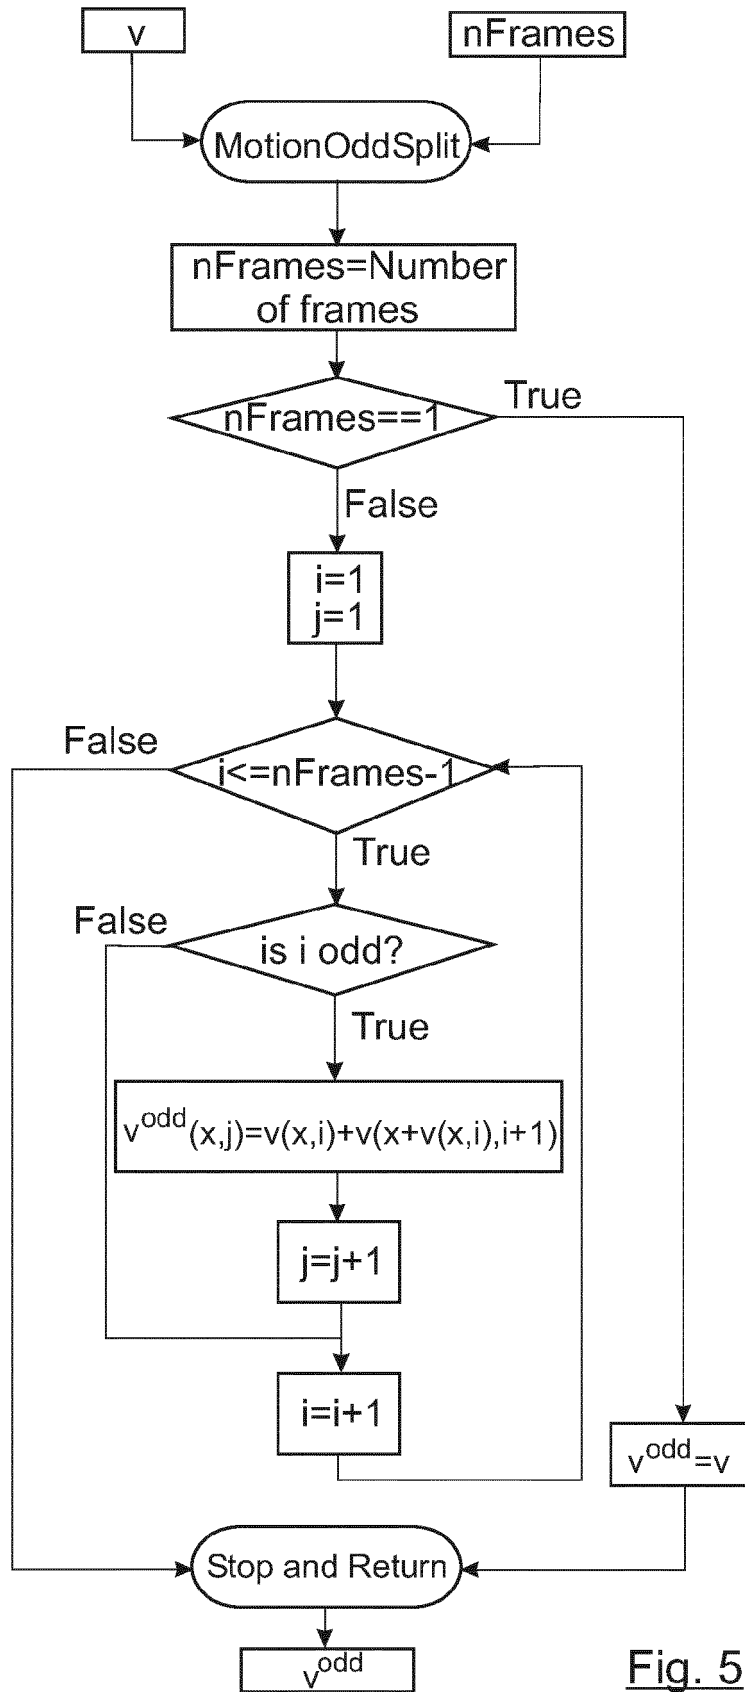 v
nFrames
MotionOddSplit
nFrames=Number
of frames
nFrames==1
True
False
i=1
j=1
False
i<=nFrames-1
True
False
is i odd?
True
v^odd(x,j)=v(x,i)+v(x+v(x,i),i+1)
j=j+1
i=i+1
v^odd=v
Stop and Return
v^odd
Fig. 5